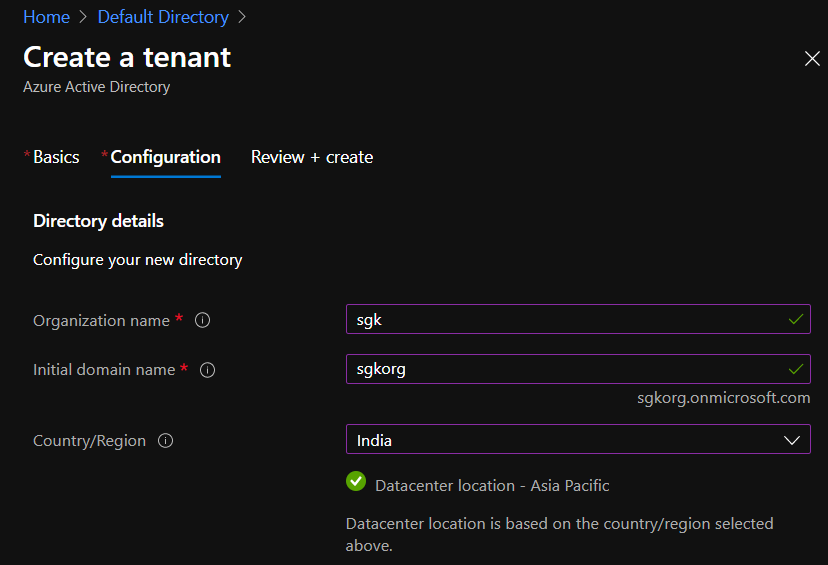 Home > Default Directory >
Create a tenant
Azure Active Directory
* Basics * Configuration Review + create
Directory details
Configure your new directory
Organization name * sgk
Initial domain name * sgkorg
sgkorg.onmicrosoft.com
Country/Region India
Datacenter location - Asia Pacific
Datacenter location is based on the country/region selected
above.